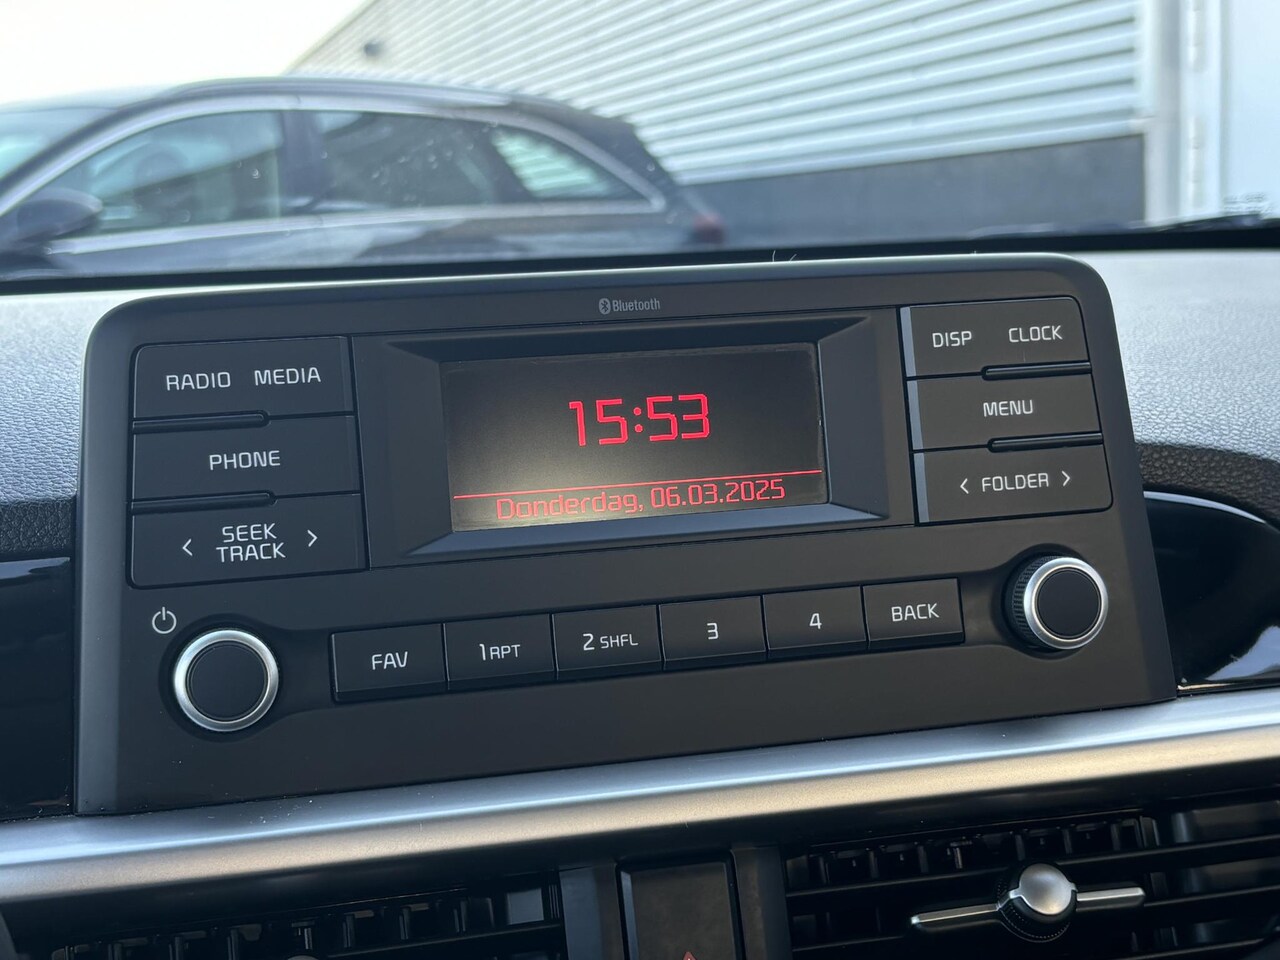 Bluetooth
RADIO MEDIA
PHONE
< SEEK TRACK >
15:53
Donderdag, 06.03.2025
DISP CLOCK
MENU
< FOLDER >
FAV
1 RPT
2 SHFL
3
4
BACK